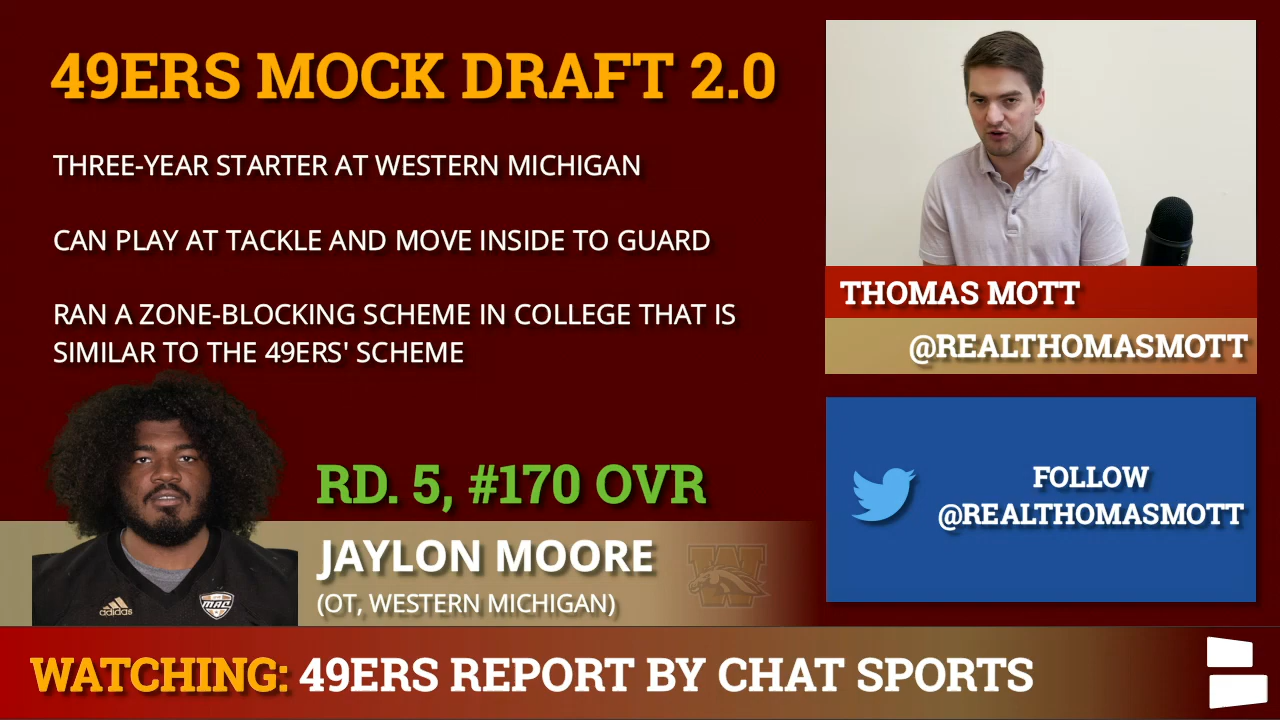 49ERS MOCK DRAFT 2.0
THREE-YEAR STARTER AT WESTERN MICHIGAN
CAN PLAY AT TACKLE AND MOVE INSIDE TO GUARD
RAN A ZONE-BLOCKING SCHEME IN COLLEGE THAT IS
SIMILAR TO THE 49ERS' SCHEME
THOMAS MOTT
@REALTHOMASMOTT
FOLLOW
@REALTHOMASMOTT
RD. 5, #170 OVR
JAYLON MOORE
(OT, WESTERN MICHIGAN)
adidas
MAC
W
WATCHING: 49ERS REPORT BY CHAT SPORTS